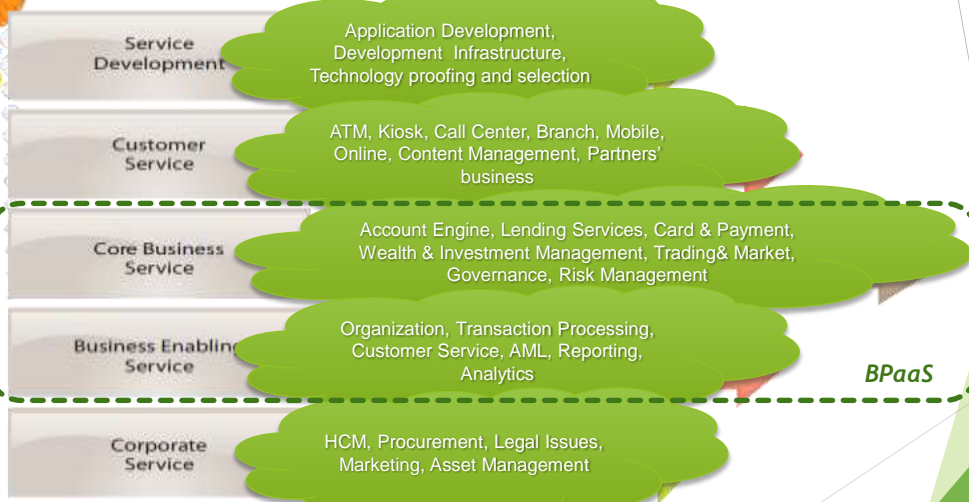 Service
Development
Application Development,
Development Infrastructure,
Technology proofing and selection
Customer
Service
ATM, Kiosk, Call Center, Branch, Mobile,
Online, Content Management, Partners'
business
Core Business
Service
Account Engine, Lending Services, Card & Payment,
Wealth & Investment Management, Trading& Market,
Governance, Risk Management
Business Enabling
Service
Organization, Transaction Processing,
Customer Service, AML, Reporting,
Analytics
BPaaS
Corporate
Service
HCM, Procurement, Legal Issues,
Marketing, Asset Management